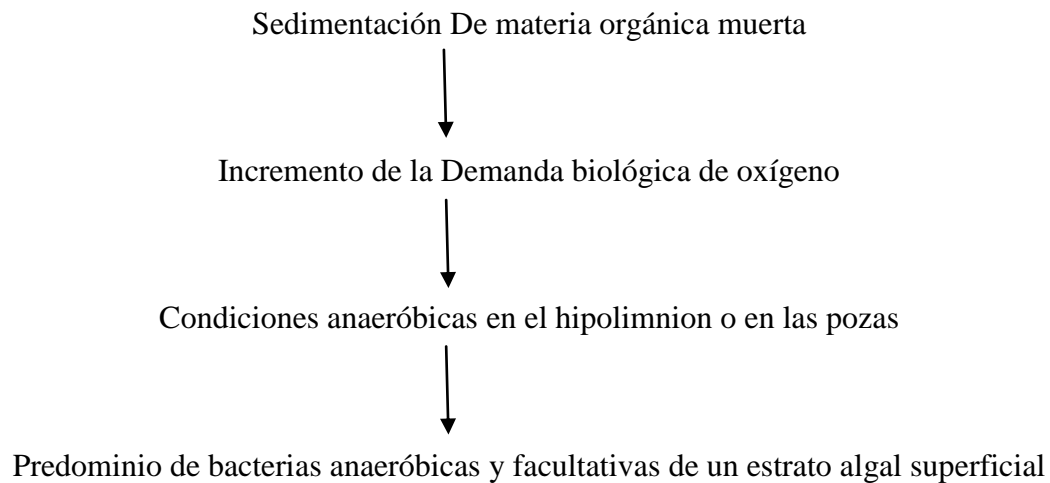 Sedimentación De materia orgánica muerta
Incremento de la Demanda biológica de oxígeno
Condiciones anaeróbicas en el hipolimnion o en las pozas
Predominio de bacterias anaeróbicas y facultativas de un estrato algal superficial